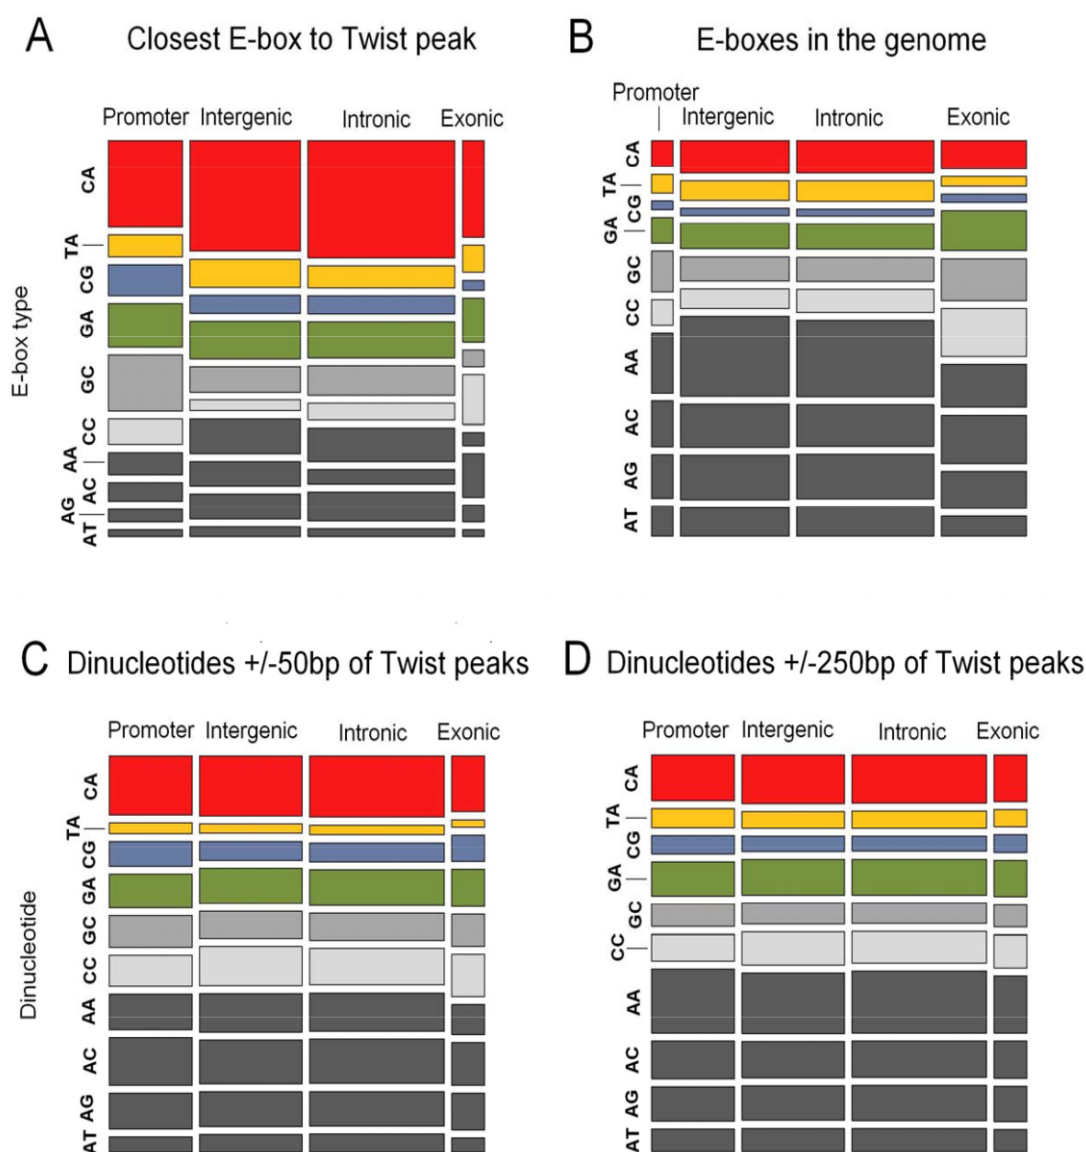 A Closest E-box to Twist peak
Promoter Intergenic Intronic Exonic
E-box type
CA
TA
CG
GA
GC
CC
AA
AC
AG
AT
B E-boxes in the genome
Promoter
Intergenic Intronic Exonic
CA
TA
CG
GA
GC
CC
AA
AC
AG
AT
C Dinucleotides +/-50bp of Twist peaks
Promoter Intergenic Intronic Exonic
Dinucleotide
CA
TA
CG
GA
GC
CC
AA
AC
AG
AT
D Dinucleotides +/-250bp of Twist peaks
Promoter Intergenic Intronic Exonic
CA
TA
CG
GA
GC
CC
AA
AC
AG
AT